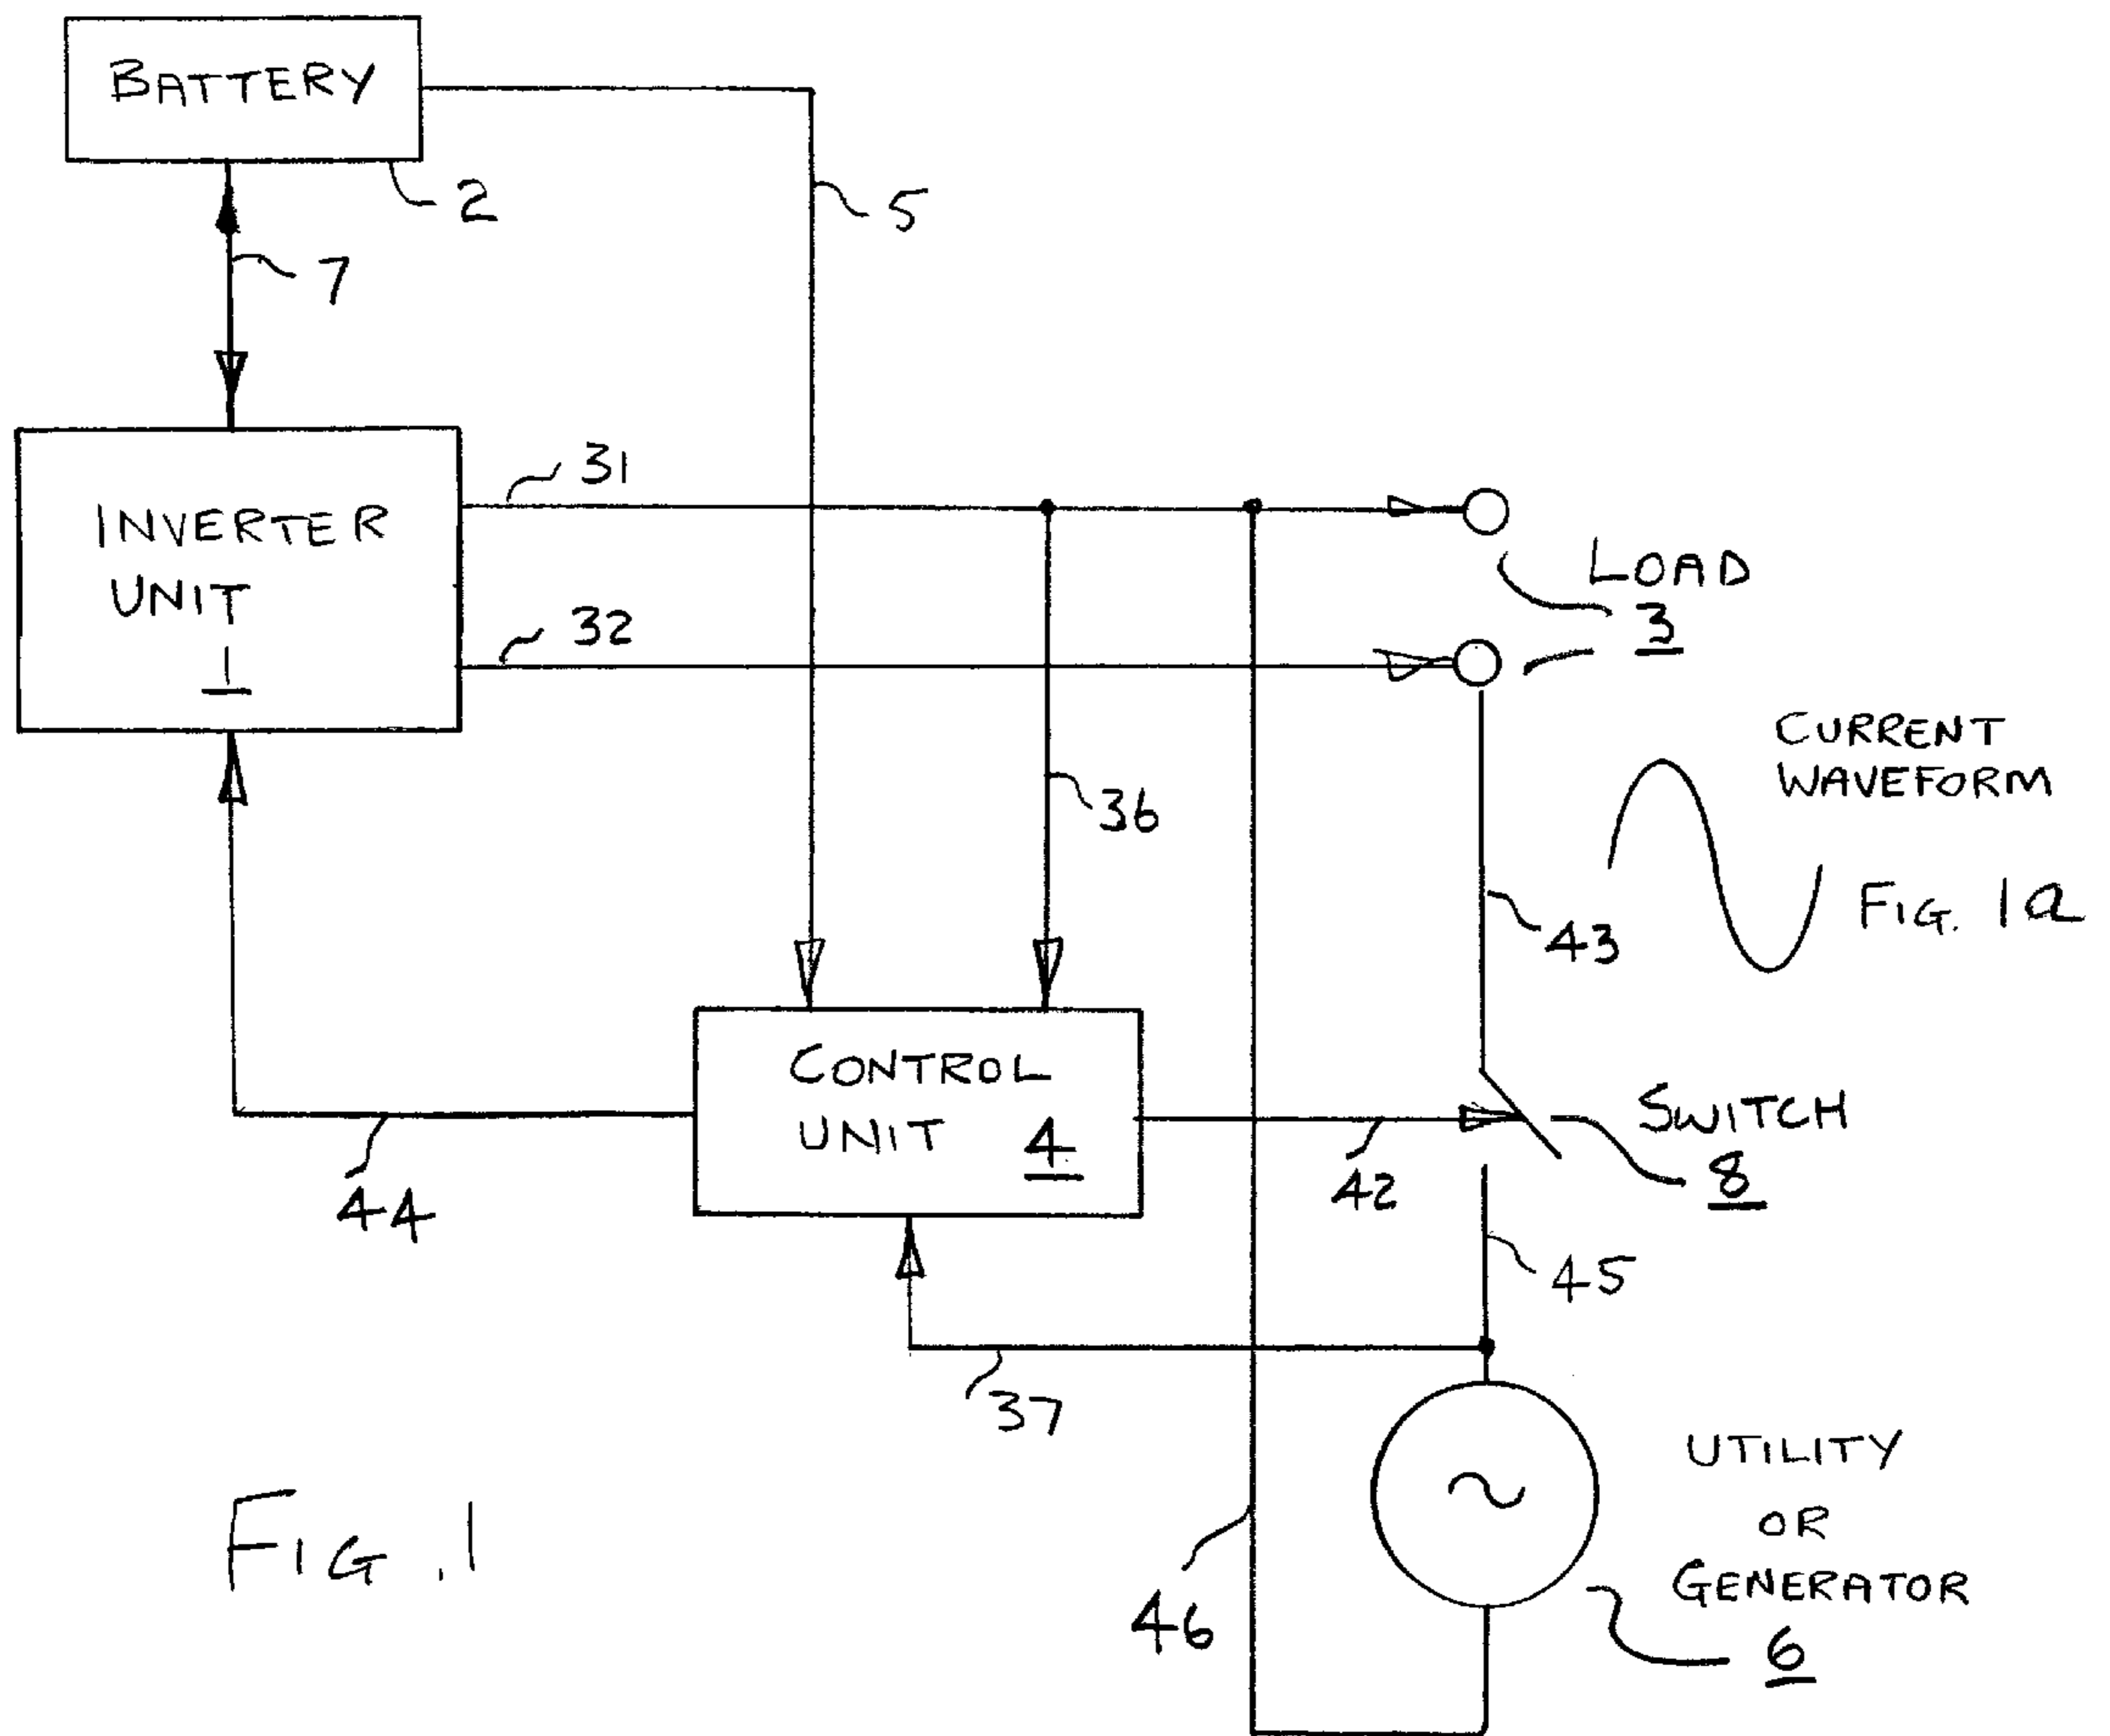 BATTERY
2
5
7
31
INVERTER
UNIT
1
32
LOAD
3
CURRENT
WAVEFORM
36
43
FIG. 1a
CONTROL
UNIT
4
SWITCH
8
42
44
45
37
UTILITY
OR
GENERATOR
6
46
FIG. 1